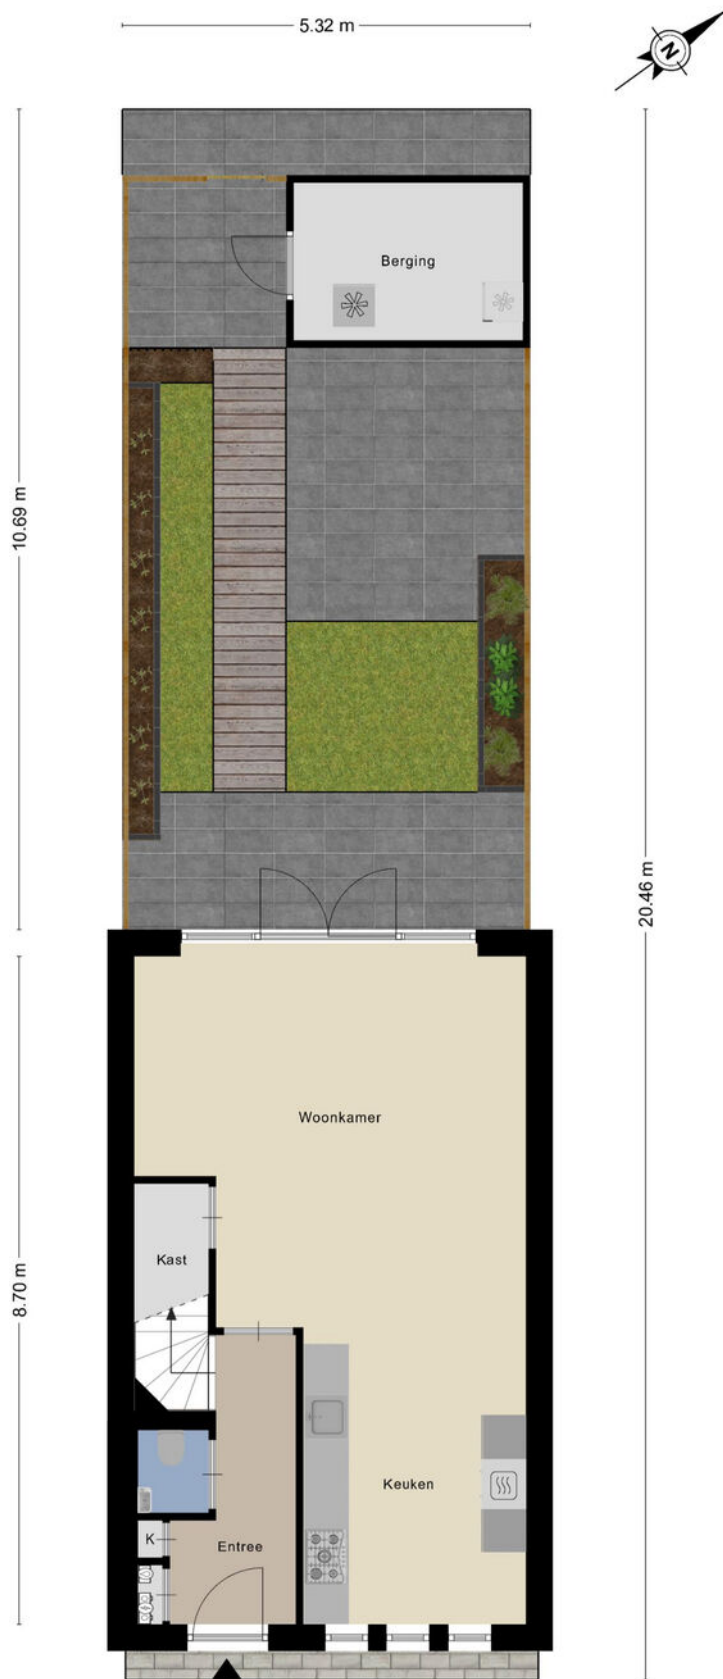 5.32 m
N
Berging
10.69 m
20.46 m
Woonkamer
8.70 m
Kast
Keuken
K
Entree